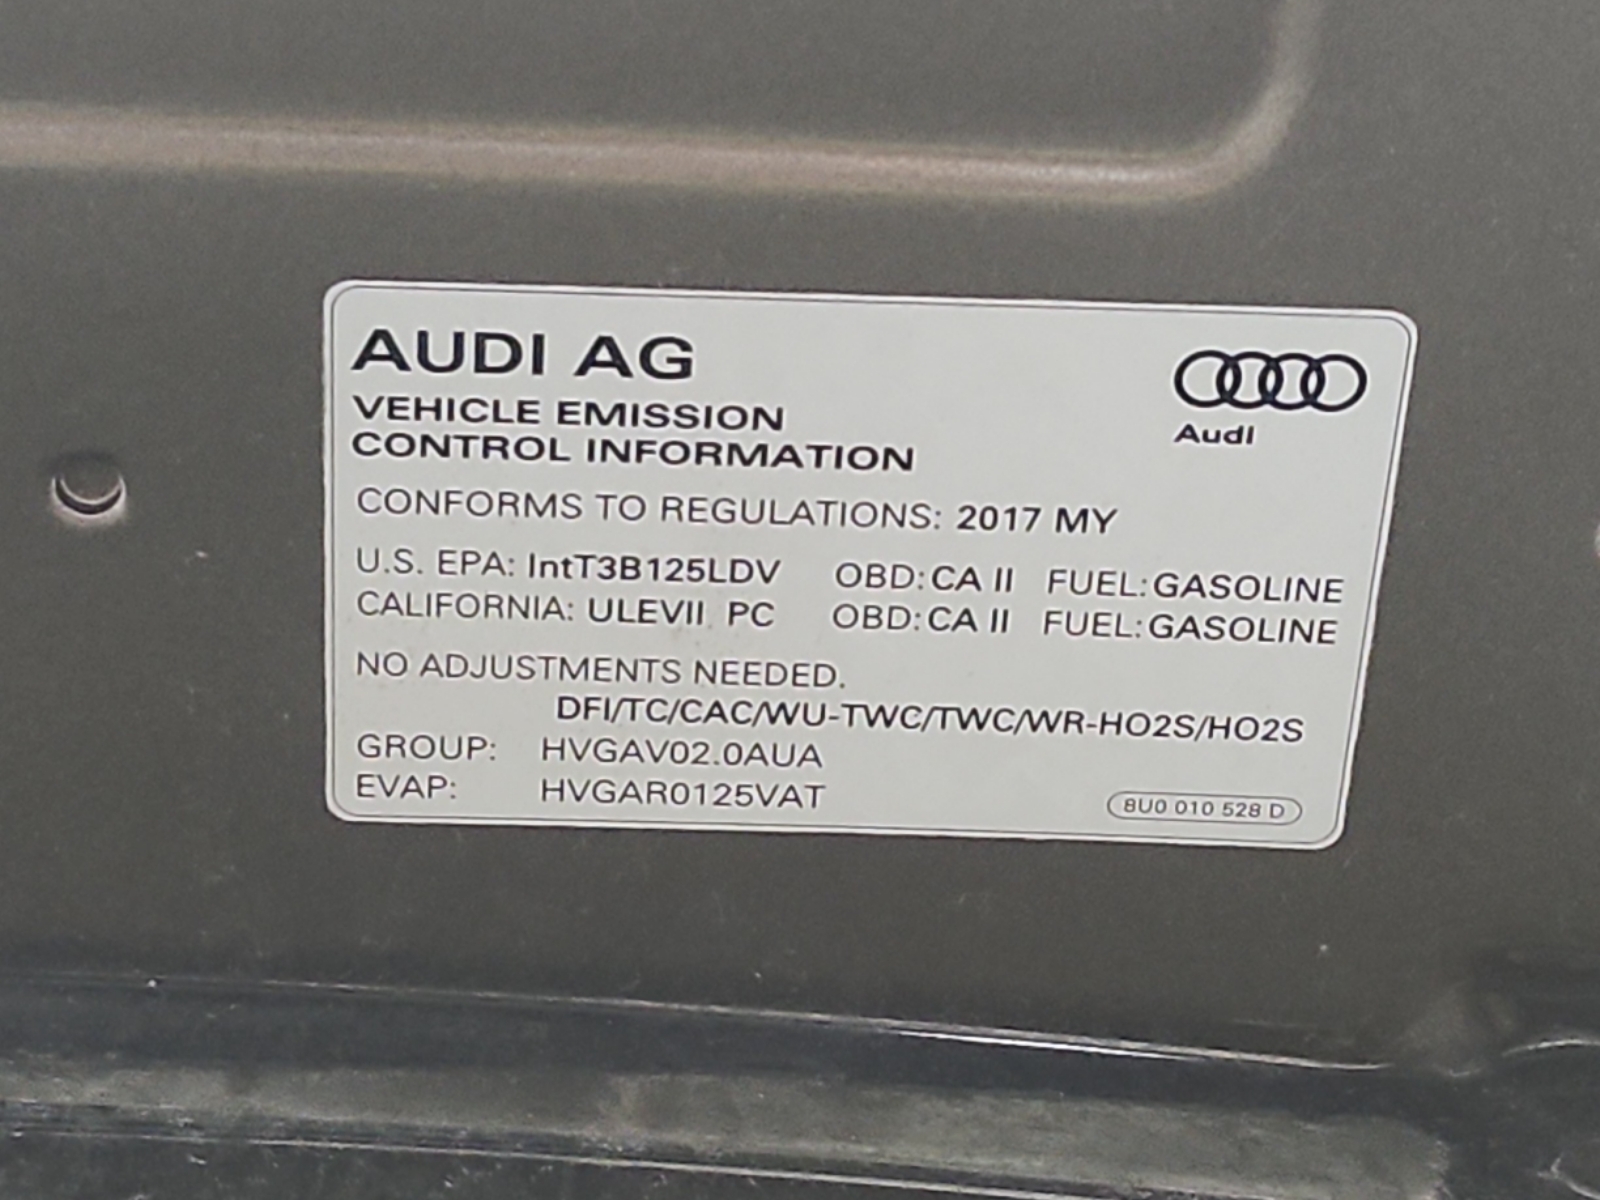 AUDI AG
Audi
VEHICLE EMISSION
CONTROL INFORMATION
CONFORMS TO REGULATIONS: 2017 MY
U.S. EPA: IntT3B125LDV OBD: CA II FUEL: GASOLINE
CALIFORNIA: ULEVII PC OBD: CA II FUEL: GASOLINE
NO ADJUSTMENTS NEEDED.
DFI/TC/CAC/WU-TWC/TWC/WR-HO2S/HO2S
GROUP: HVGAV02.0AUA
EVAP: HVGAR0125VAT
8U0 010 528 D